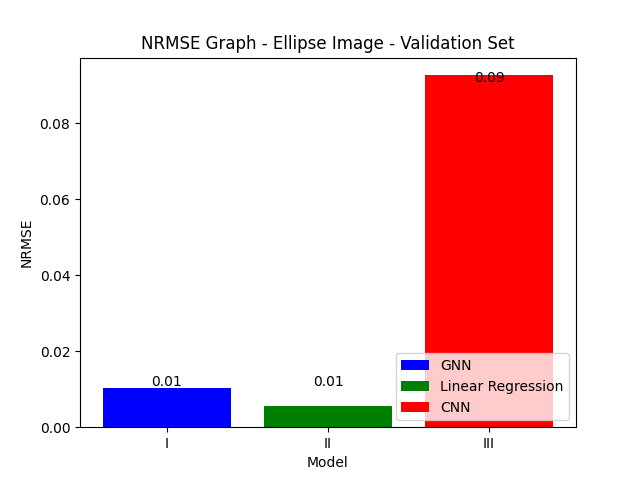 NRMSE Graph - Ellipse Image - Validation Set
NRMSE
0.08
0.06
0.04
0.02
0.00
0.01
0.01
0.09
GNN
Linear Regression
CNN
I
II
III
Model